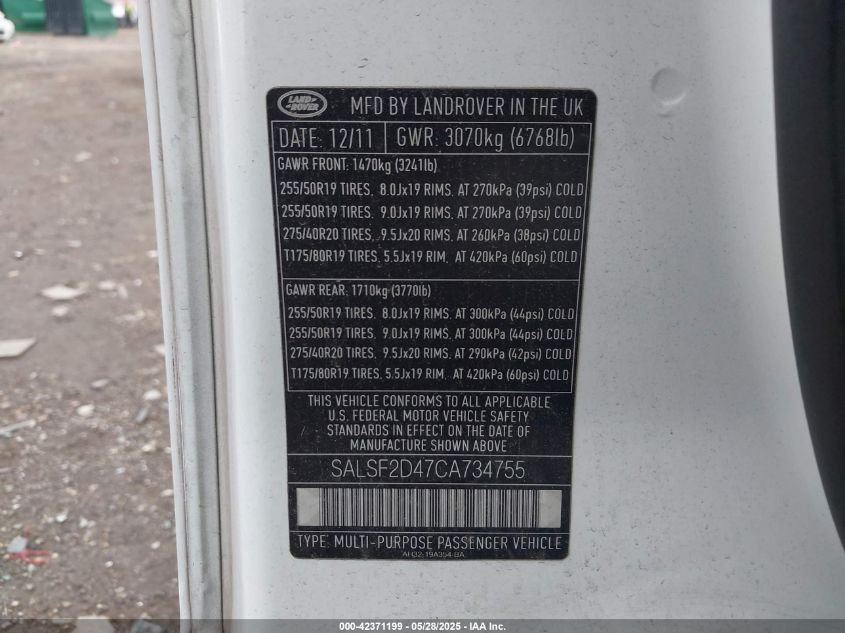 LAND ROVER
MFD BY LANDROVER IN THE UK
DATE: 12/11 GWR: 3070kg (6768lb)
GAWR FRONT: 1470kg (3241lb)
255/50R19 TIRES, 8.0Jx19 RIMS, AT 270kPa (39psi) COLD
255/50R19 TIRES, 9.0Jx19 RIMS, AT 270kPa (39psi) COLD
275/40R20 TIRES, 9.5Jx20 RIMS, AT 260kPa (38psi) COLD
T175/80R19 TIRES, 5.5Jx19 RIM, AT 420kPa (60psi) COLD
GAWR REAR: 1710kg (3770lb)
255/50R19 TIRES, 8.0Jx19 RIMS, AT 300kPa (44psi) COLD
255/50R19 TIRES, 9.0Jx19 RIMS, AT 300kPa (44psi) COLD
275/40R20 TIRES, 9.5Jx20 RIMS, AT 290kPa (42psi) COLD
T175/80R19 TIRES, 5.5Jx19 RIM, AT 420kPa (60psi) COLD
THIS VEHICLE CONFORMS TO ALL APPLICABLE
U.S. FEDERAL MOTOR VEHICLE SAFETY
STANDARDS IN EFFECT ON THE DATE OF
MANUFACTURE SHOWN ABOVE
SALSF2D47CA734755
TYPE: MULTI-PURPOSE PASSENGER VEHICLE
AH32-19A354-BA
000-42371199 — 05/28/2025 — IAA Inc.